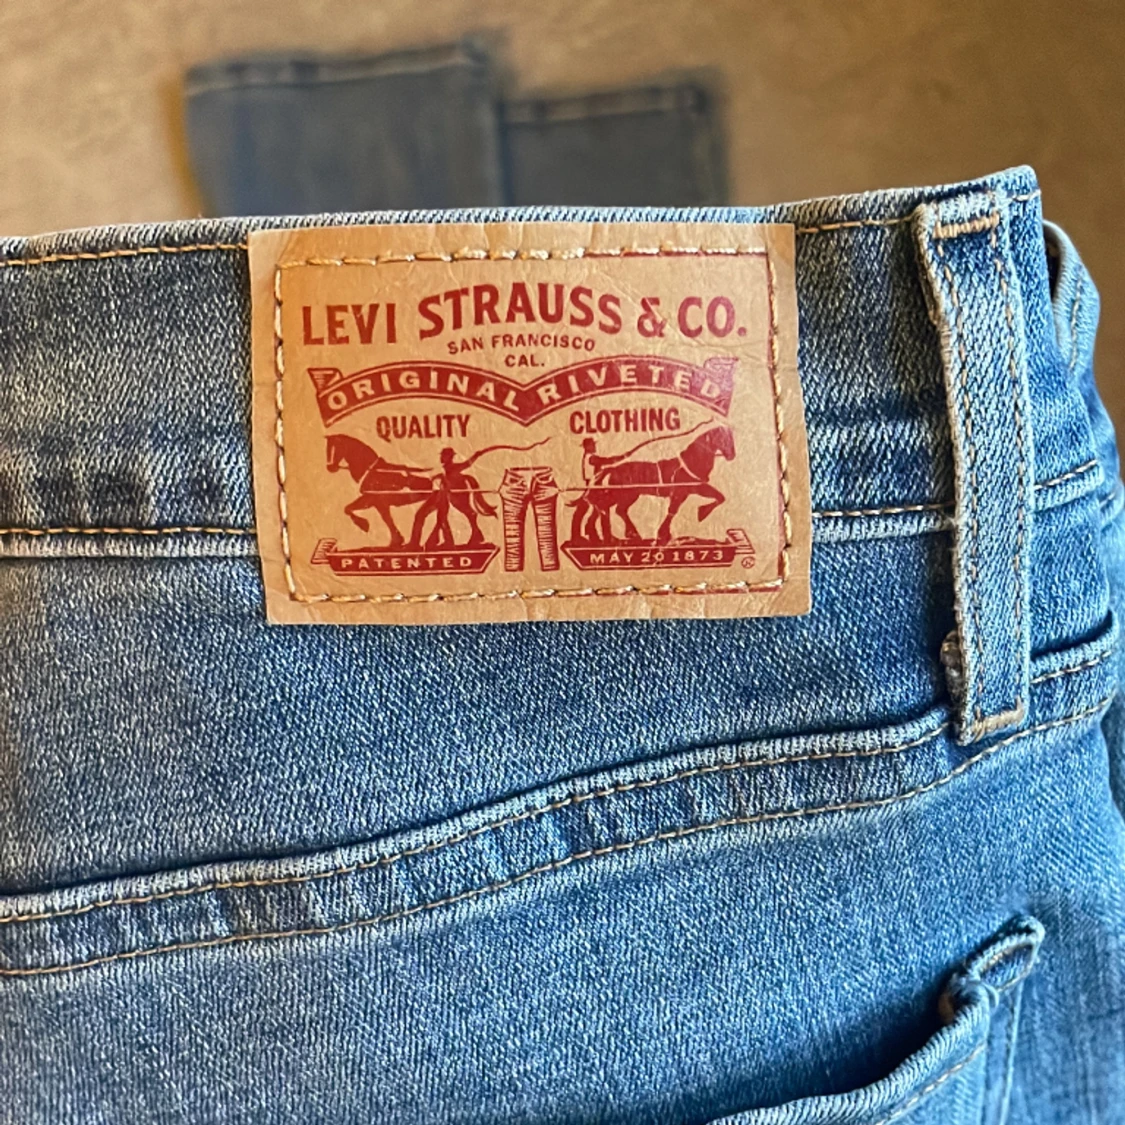 LEVI STRAUSS & CO.
SAN FRANCISCO
CAL.
ORIGINAL RIVETED
QUALITY CLOTHING
PATENTED MAY 20 1873 ®